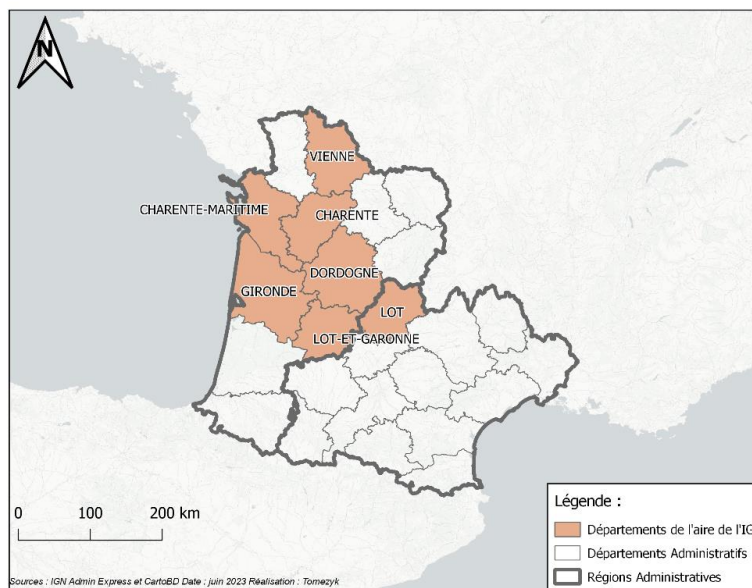 N
VIENNE
CHARENTE-MARITIME
CHARENTE
DORDOGNE
GIRONDE
LOT
LOT-ET-GARONNE
0 100 200 km
Légende :
Départements de l'aire de l'IG
Départements Administratifs
Régions Administratives
Sources : IGN Admin Express et CartoBD Date : juin 2023 Réalisation : Tomezyk